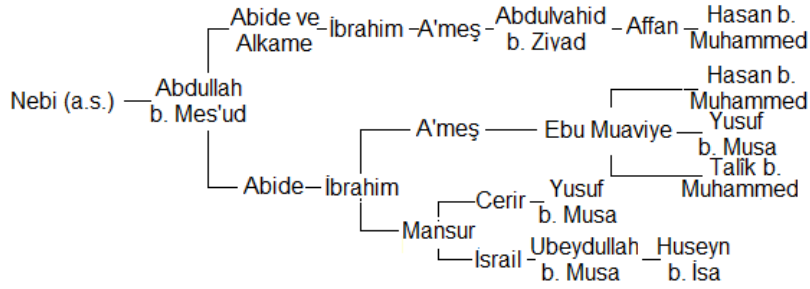 Nebi (a.s.)
Abdullah
b. Mes'ud
Abide ve
Alkame
İbrahim
A'meş
Abdulvahid
b. Ziyad
Affan
Hasan b.
Muhammed
Abide
İbrahim
A'meş
Ebu Muaviye
Hasan b.
Muhammed
Yusuf
b. Musa
Talik b.
Muhammed
Mansur
Cerir
Yusuf
b. Musa
İsrail
Ubeydullah
b. Musa
Huseyn
b. İsa